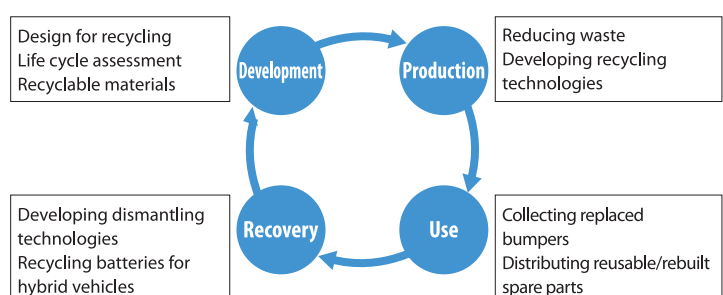 Design for recycling
Life cycle assessment
Recyclable materials
Development
Production
Reducing waste
Developing recycling
technologies
Developing dismantling
technologies
Recycling batteries for
hybrid vehicles
Recovery
Use
Collecting replaced
bumpers
Distributing reusable/rebuilt
spare parts